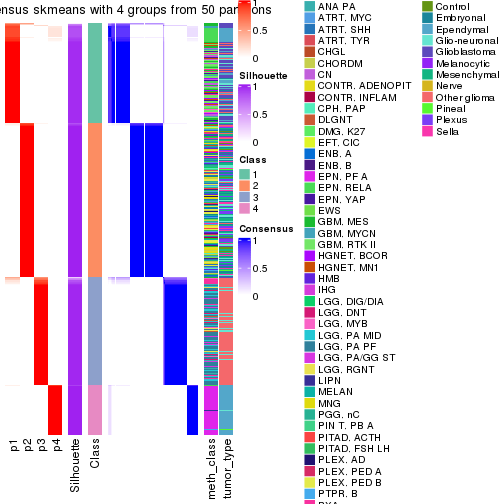 ensus skmeans with 4 groups from 50 par
ons
1
0.5
0
Silhouette
1
0.5
0
Class
1
2
3
4
Consensus
1
0.5
0
p1
p2
p3
p4
Silhouette
Class
meth_class
tumor_type
ANA PA
ATRT. MYC
ATRT. SHH
ATRT. TYR
CHGL
CHORDM
CN
CONTR. ADENOPIT
CONTR. INFLAM
CPH. PAP
DLGNT
DMG. K27
EFT. CIC
ENB. A
ENB. B
EPN. PF A
EPN. RELA
EPN. YAP
EWS
GBM. MES
GBM. MYCN
GBM. RTK II
HGNET. BCOR
HGNET. MN1
HMB
IHG
LGG. DIG/DIA
LGG. DNT
LGG. MYB
LGG. PA MID
LGG. PA PF
LGG. PA/GG ST
LGG. RGNT
LIPN
MELAN
MNG
PGG. nC
PIN T. PB A
PITAD. ACTH
PITAD. FSH LH
PLEX. AD
PLEX. PED A
PLEX. PED B
PTPR. B
Control
Embryonal
Ependymal
Glio-neuronal
Glioblastoma
Melanocytic
Mesenchymal
Nerve
Other glioma
Pineal
Plexus
Sella